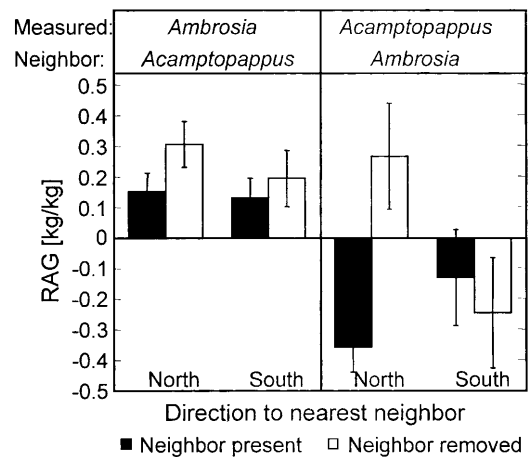 Measured: Ambrosia Acamptopappus
Neighbor: Acamptopappus Ambrosia
RAG [kg/kg]
0.5
0.4
0.3
0.2
0.1
0
-0.1
-0.2
-0.3
-0.4
-0.5
North South North South
Direction to nearest neighbor
Neighbor present Neighbor removed